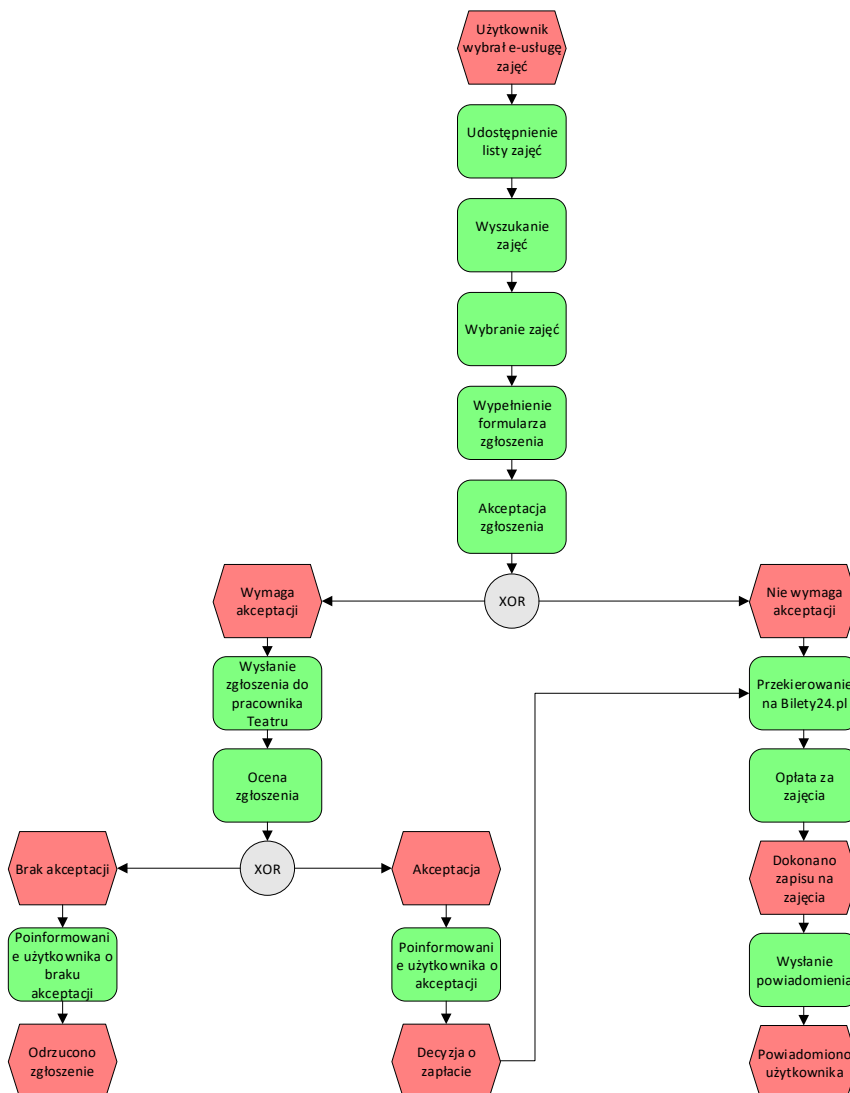 Użytkownik
wybrał e-usługę
zajęć
Udostępnienie
listy zajęć
Wyszukanie
zajęć
Wybranie zajęć
Wypełnienie
formularza
zgłoszenia
Akceptacja
zgłoszenia
Wymaga
akceptacji
XOR
Nie wymaga
akceptacji
Wysłanie
zgłoszenia do
pracownika
Teatru
Przekierowanie
na Bilety24.pl
Ocena
zgłoszenia
Opłata za
zajęcia
Brak akceptacji
XOR
Akceptacja
Dokonano
zapisu na
zajęcia
Poinformowani
e użytkownika o
braku
akceptacji
Poinformowani
e użytkownika o
akceptacji
Wysłanie
powiadomienia
Odrzucono
zgłoszenie
Decyzja o
zapłacie
Powiadomiono
użytkownika